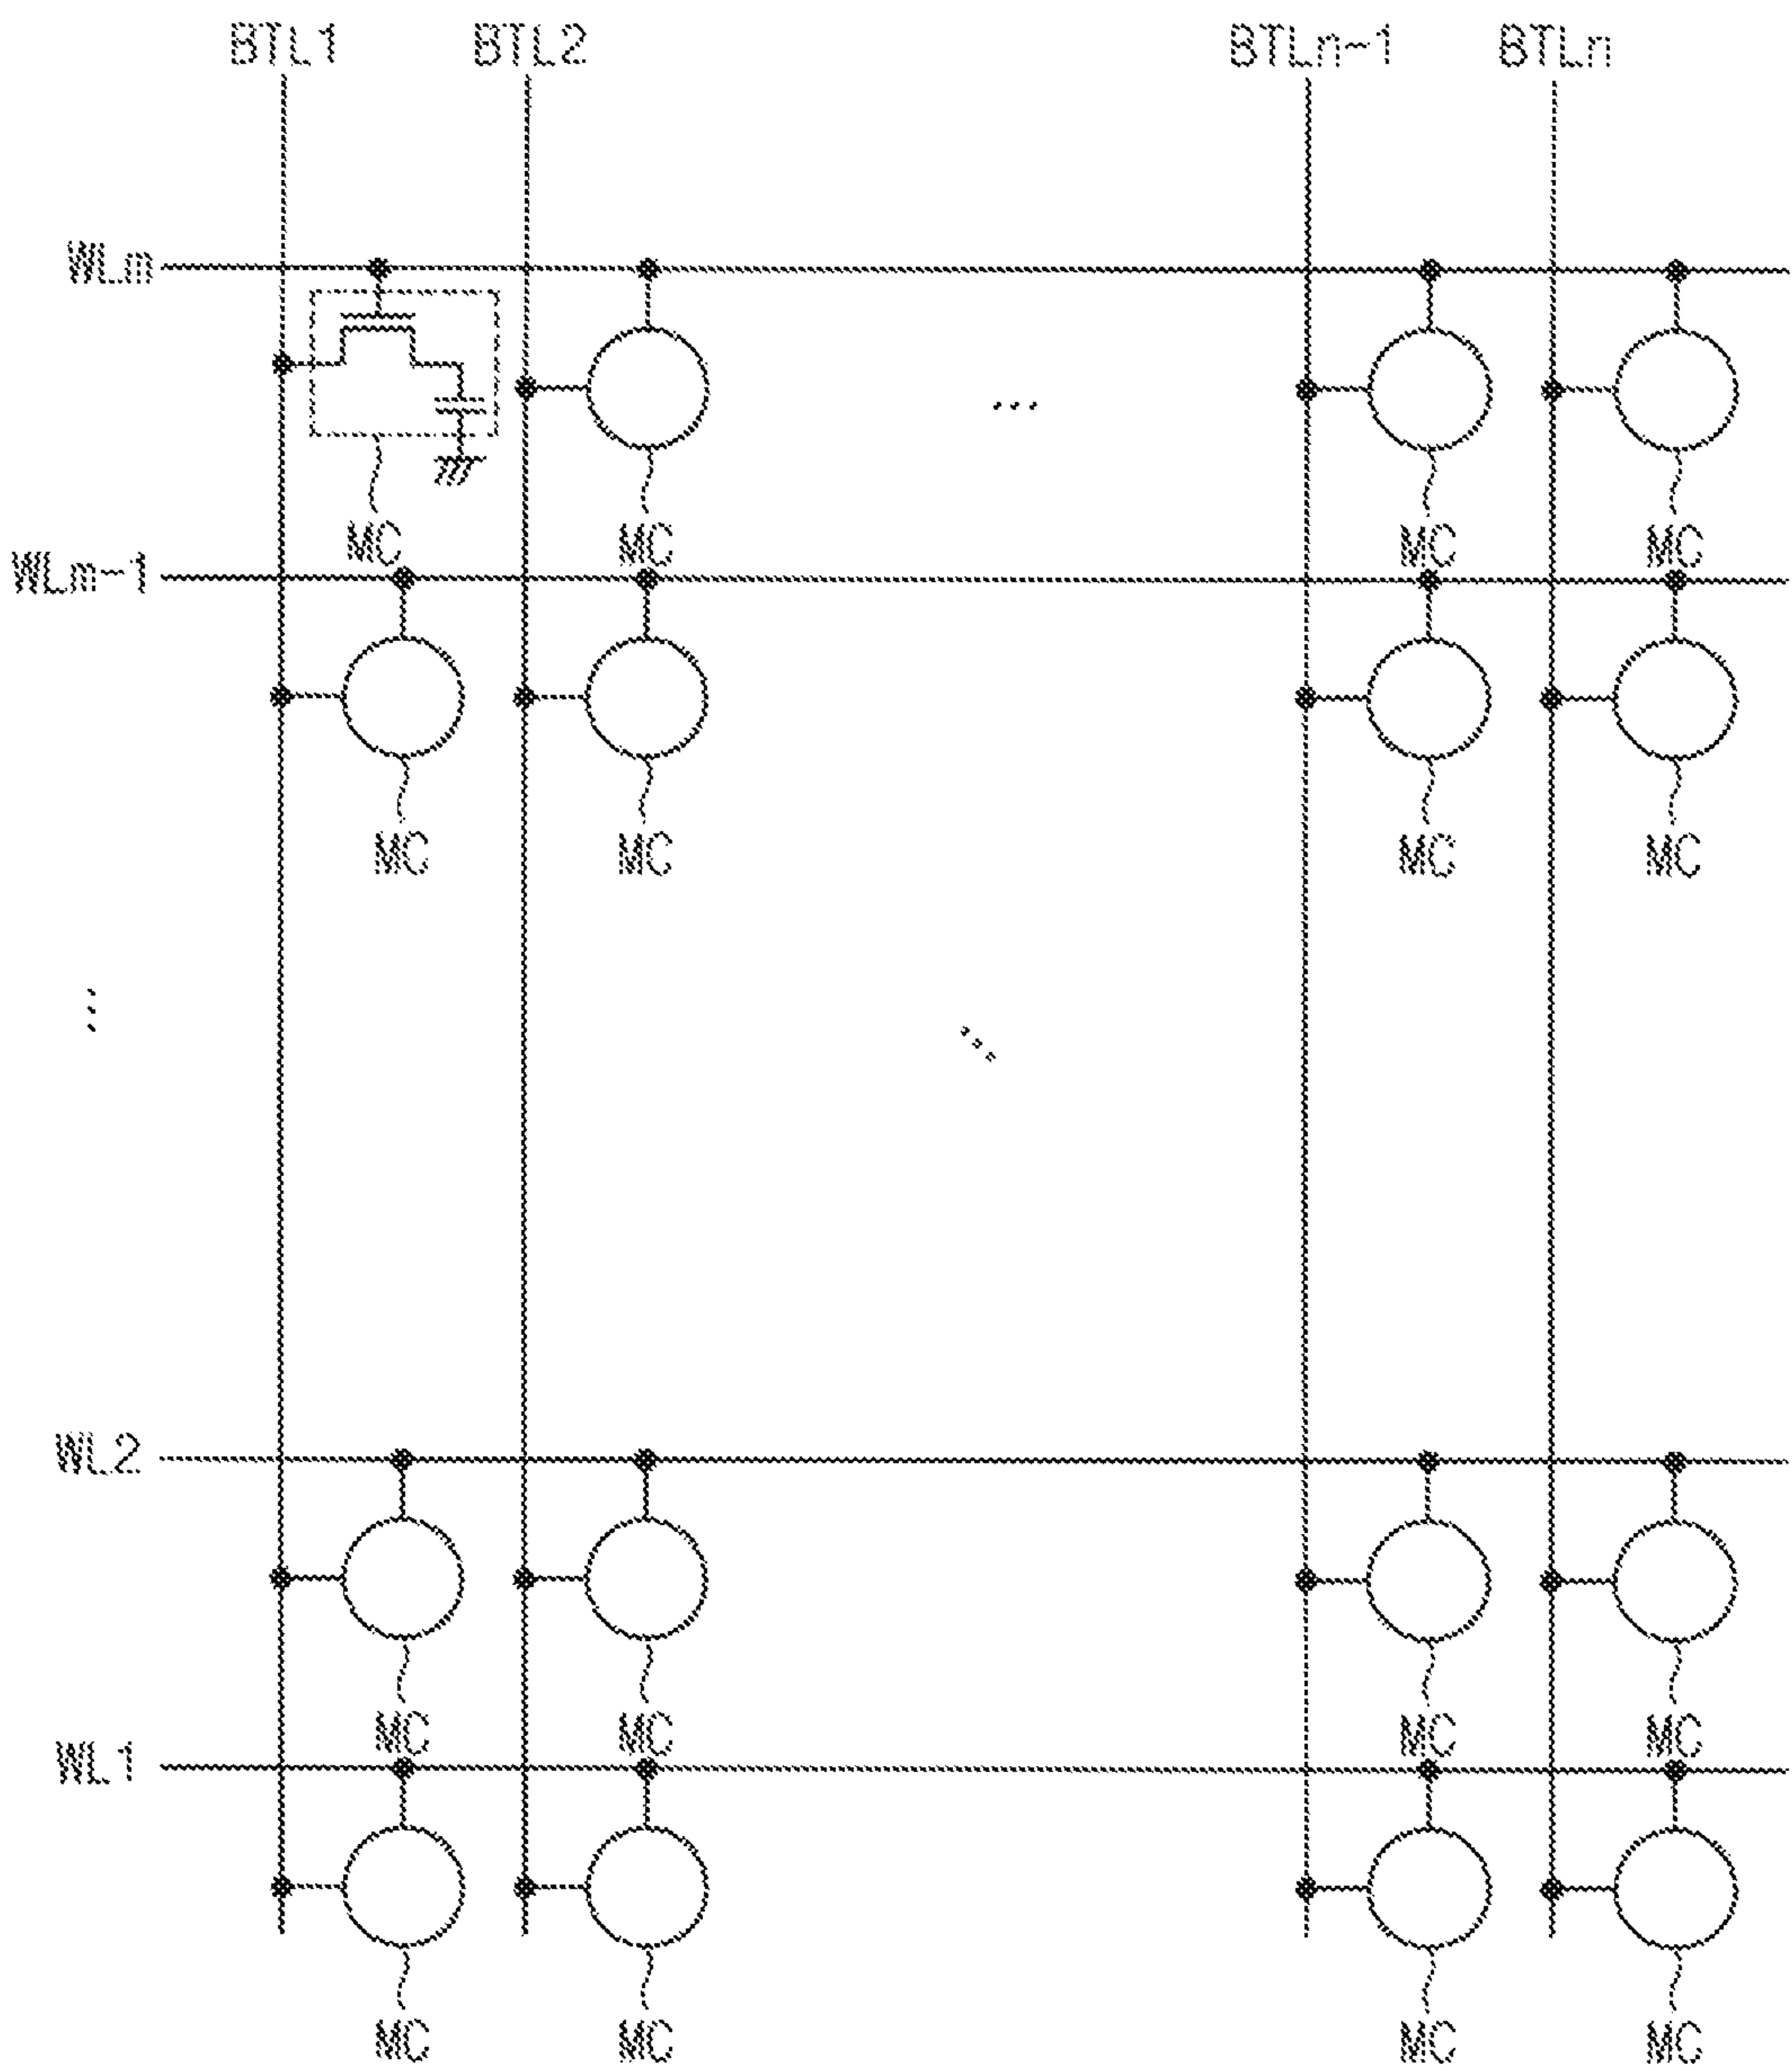 BTL1 BTL2 BTLn-1 BTLn
WLm
MC MC MC MC
WLm-1
MC MC MC MC
...
...
...
WL2
MC MC MC MC
WL1
MC MC MC MC